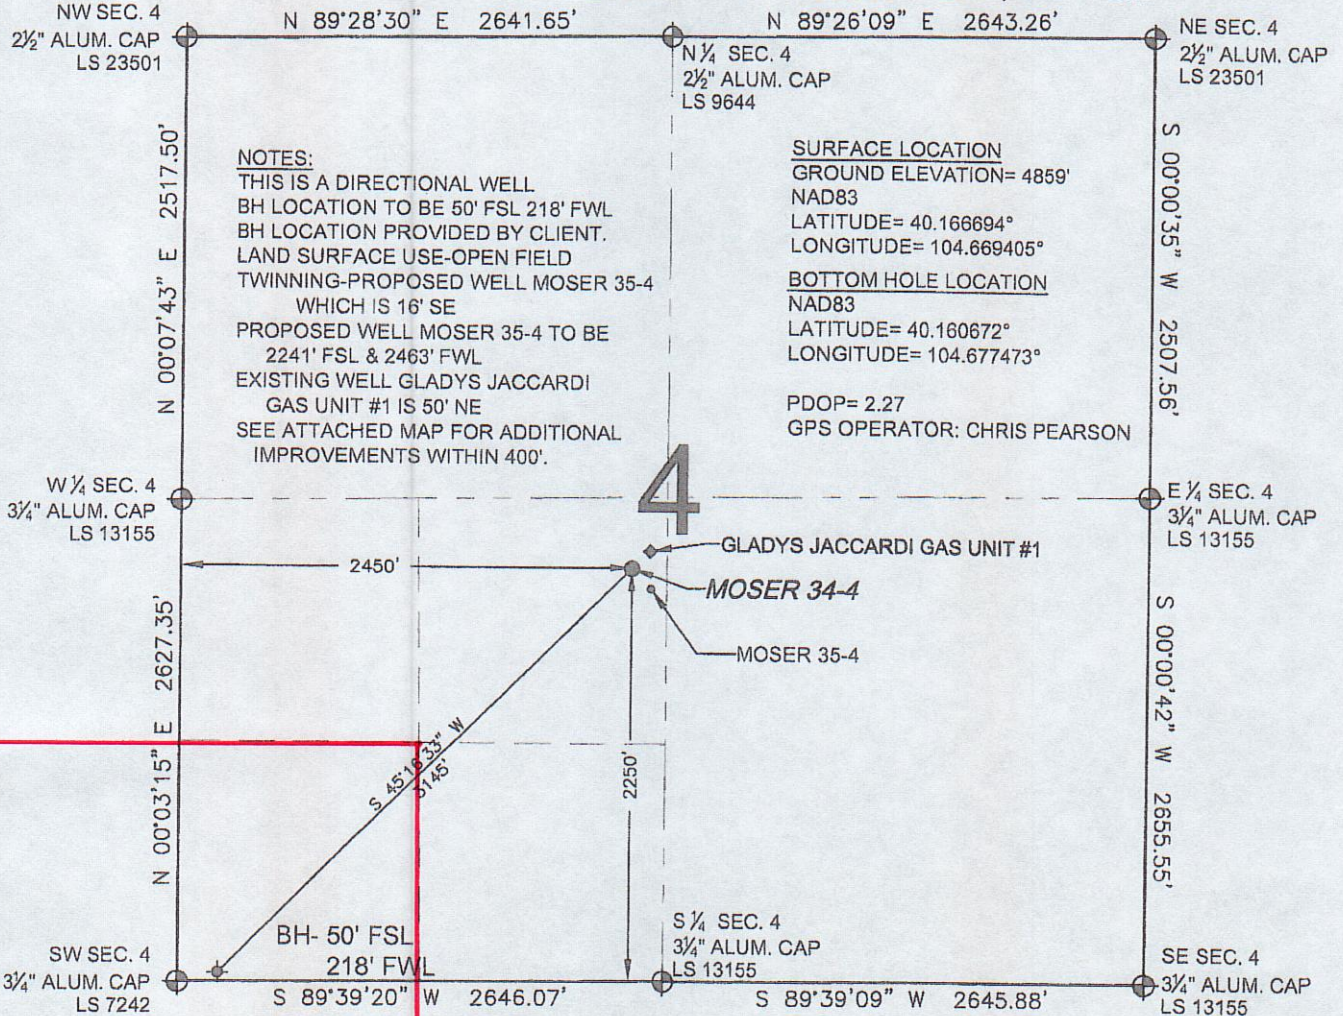 NW SEC. 4
2½" ALUM. CAP
LS 23501
N 89°28'30" E 2641.65'
N ¼ SEC. 4
2½" ALUM. CAP
LS 9644
N 89°26'09" E 2643.26'
NE SEC. 4
2½" ALUM. CAP
LS 23501
N 00°07'43" E 2517.50'
NOTES:
THIS IS A DIRECTIONAL WELL
BH LOCATION TO BE 50' FSL 218' FWL
BH LOCATION PROVIDED BY CLIENT.
LAND SURFACE USE-OPEN FIELD
TWINNING-PROPOSED WELL MOSER 35-4
WHICH IS 16' SE
PROPOSED WELL MOSER 35-4 TO BE
2241' FSL & 2463' FWL
EXISTING WELL GLADYS JACCARDI
GAS UNIT #1 IS 50' NE
SEE ATTACHED MAP FOR ADDITIONAL
IMPROVEMENTS WITHIN 400'.
SURFACE LOCATION
GROUND ELEVATION= 4859'
NAD83
LATITUDE= 40.166694°
LONGITUDE= 104.669405°
BOTTOM HOLE LOCATION
NAD83
LATITUDE= 40.160672°
LONGITUDE= 104.677473°
PDOP= 2.27
GPS OPERATOR: CHRIS PEARSON
S 00°00'35" W 2507.56'
4
W ¼ SEC. 4
3¼" ALUM. CAP
LS 13155
E ¼ SEC. 4
3¼" ALUM. CAP
LS 13155
2450'
GLADYS JACCARDI GAS UNIT #1
MOSER 34-4
MOSER 35-4
N 00°03'15" E 2627.35'
S 45°16'33" W
3145'
2250'
S 00°00'42" W 2655.55'
BH- 50' FSL
218' FWL
SW SEC. 4
3¼" ALUM. CAP
LS 7242
S 89°39'20" W 2646.07'
S ¼ SEC. 4
3¼" ALUM. CAP
LS 13155
S 89°39'09" W 2645.88'
SE SEC. 4
3¼" ALUM. CAP
LS 13155